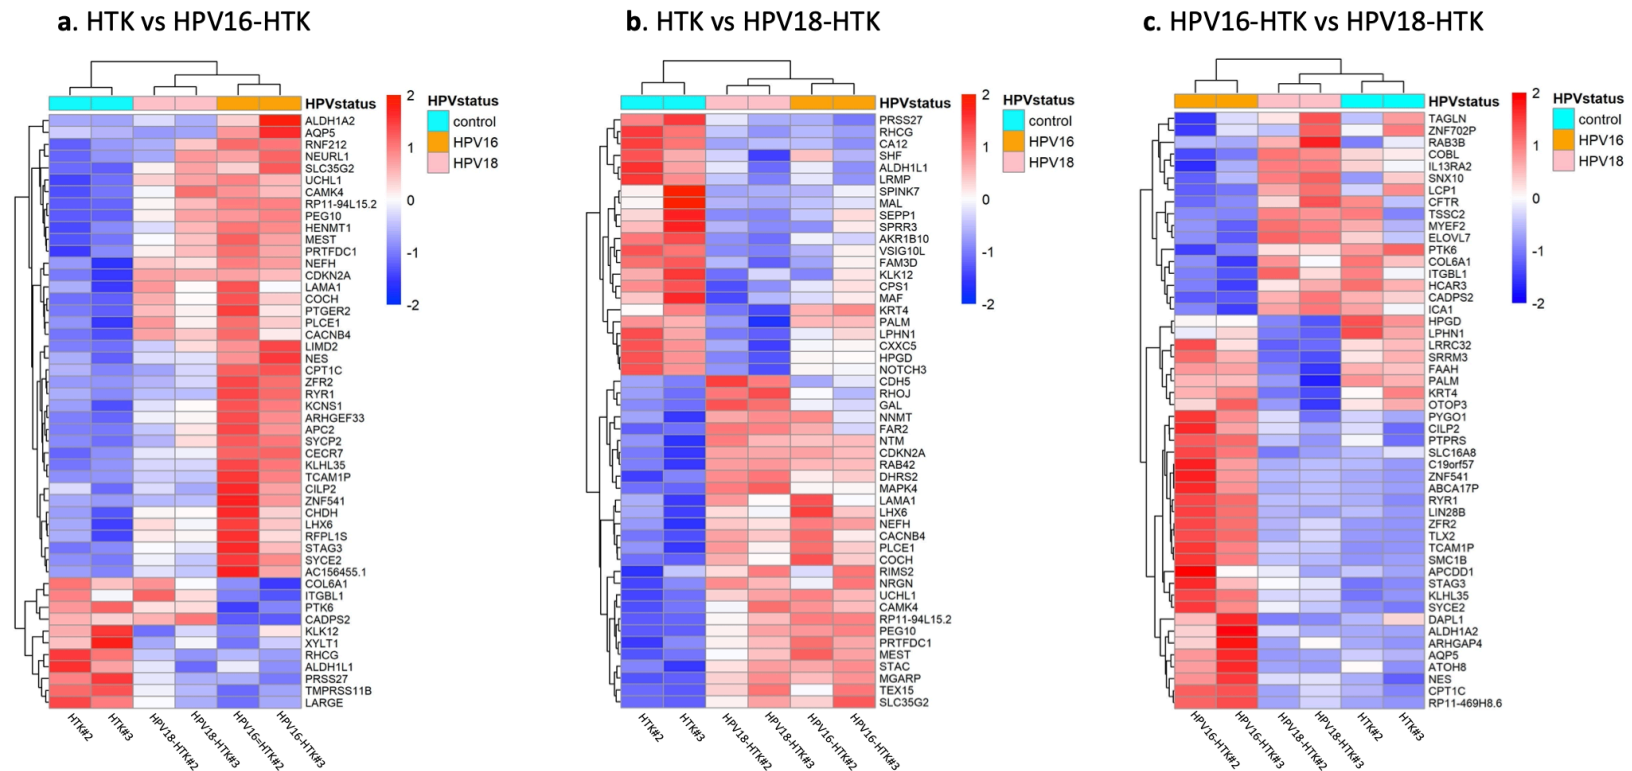 a. HTK vs HPV16-HTK
HPVstatus
ALDH1A2
AQP5
RNF212
NEURL1
SLC35G2
UCHL1
CAMK4
RP11-94L15.2
PEG10
HENMT1
MEST
PRTFDC1
NEFH
CDKN2A
LAMA1
COCH
PTGER2
PLCE1
CACNB4
LIMD2
NES
CPT1C
ZFR2
RYR1
KCNS1
ARHGEF33
APC2
SYCP2
CECR7
KLHL35
TCAM1P
CILP2
ZNF541
CHDH
LHX6
RFPL1S
STAG3
SYCE2
AC156455.1
COL6A1
ITGBL1
PTK6
CADPS2
KLK12
XYLT1
RHCG
ALDH1L1
PRSS27
TMPRSS11B
LARGE
HTK#2
HTK#3
HPV18-HTK#2
HPV18-HTK#3
HPV16=HTK#2
HPV16-HTK#3
2
1
0
-1
-2
HPVstatus
control
HPV16
HPV18
b. HTK vs HPV18-HTK
HPVstatus
PRSS27
RHCG
CA12
SHF
ALDH1L1
LRMP
SPINK7
MAL
SEPP1
SPRR3
AKR1B10
VSIG10L
FAM3D
KLK12
CPS1
MAF
KRT4
PALM
LPHN1
CXXC5
HPGD
NOTCH3
CDH5
RHOJ
GAL
NNMT
FAR2
NTM
CDKN2A
RAB42
DHRS2
MAPK4
LAMA1
LHX6
NEFH
CACNB4
PLCE1
COCH
RIMS2
NRGN
UCHL1
CAMK4
RP11-94L15.2
PEG10
PRTFDC1
MEST
STAC
MGARP
TEX15
SLC35G2
HTK#2
HTK#3
HPV18-HTK#2
HPV18-HTK#3
HPV16-HTK#2
HPV16-HTK#3
2
1
0
-1
-2
HPVstatus
control
HPV16
HPV18
c. HPV16-HTK vs HPV18-HTK
HPVstatus
TAGLN
ZNF702P
RAB3B
COBL
IL13RA2
SNX10
LCP1
CFTR
TSSC2
MYEF2
ELOVL7
PTK6
COL6A1
ITGBL1
HCAR3
CADPS2
ICA1
HPGD
LPHN1
LRRC32
SRRM3
FAAH
PALM
KRT4
OTOP3
PYGO1
CILP2
PTPRS
SLC16A8
C19orf57
ZNF541
ABCA17P
RYR1
LIN28B
ZFR2
TLX2
TCAM1P
SMC1B
APCDD1
STAG3
KLHL35
SYCE2
DAPL1
ALDH1A2
ARHGAP4
AQP5
ATOH8
NES
CPT1C
RP11-469H8.6
HPV16-HTK#2
HPV16-HTK#3
HPV18-HTK#2
HPV18-HTK#3
HTK#2
HTK#3
2
1
0
-1
-2
HPVstatus
control
HPV16
HPV18